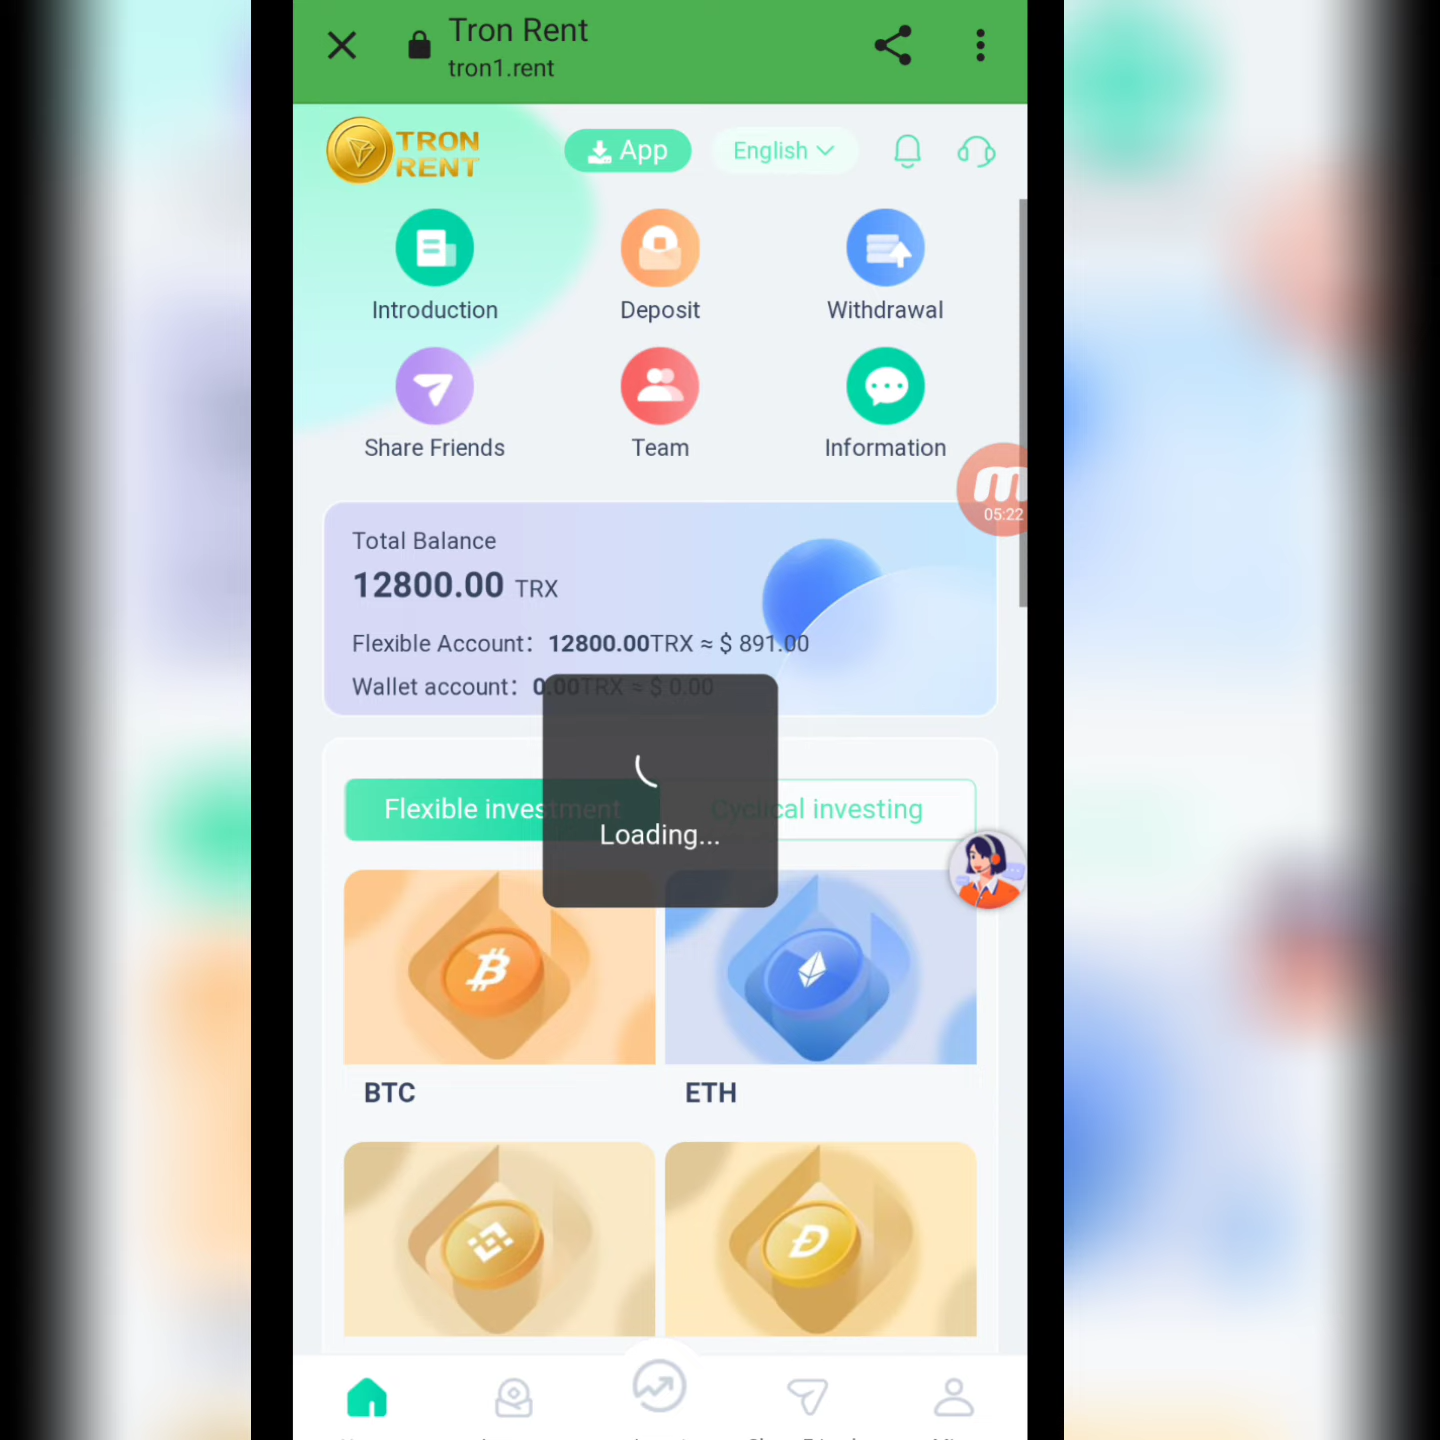 Tron Rent
tron1.rent
TRON
RENT
App
English
Introduction
Deposit
Withdrawal
Share Friends
Team
Information
05:22
Total Balance
12800.00 TRX
Flexible Account: 12800.00TRX ≈ $ 891.00
Wallet account: 0.00TRX ≈ $ 0.00
Flexible investment
Cyclical investing
Loading...
BTC
ETH